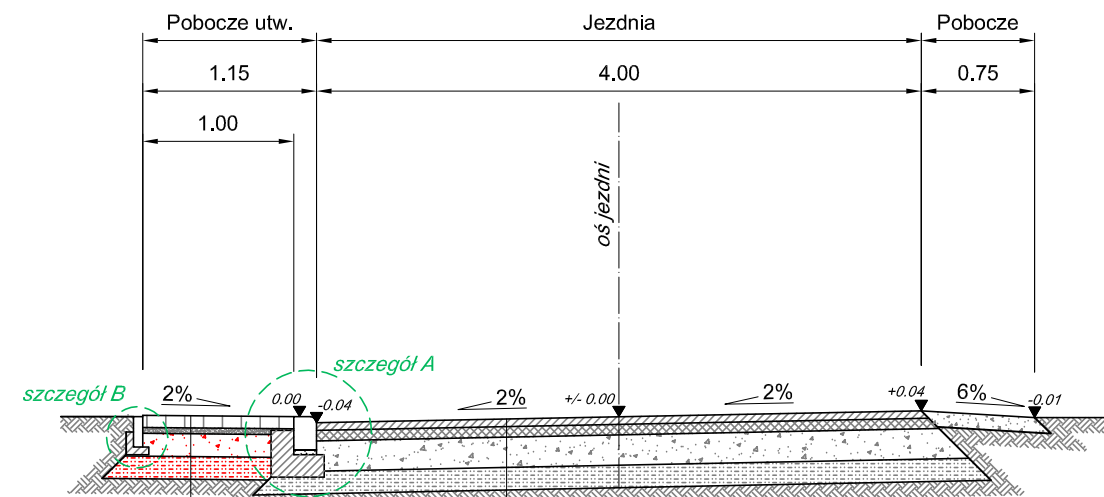 Pobocze utw. Jezdnia Pobocze
1.15 4.00 0.75
1.00
oś jezdni
szczegół A
szczegół B
2% 0.00 -0.04 2% +/- 0.00 2% +0.04 6% -0.01